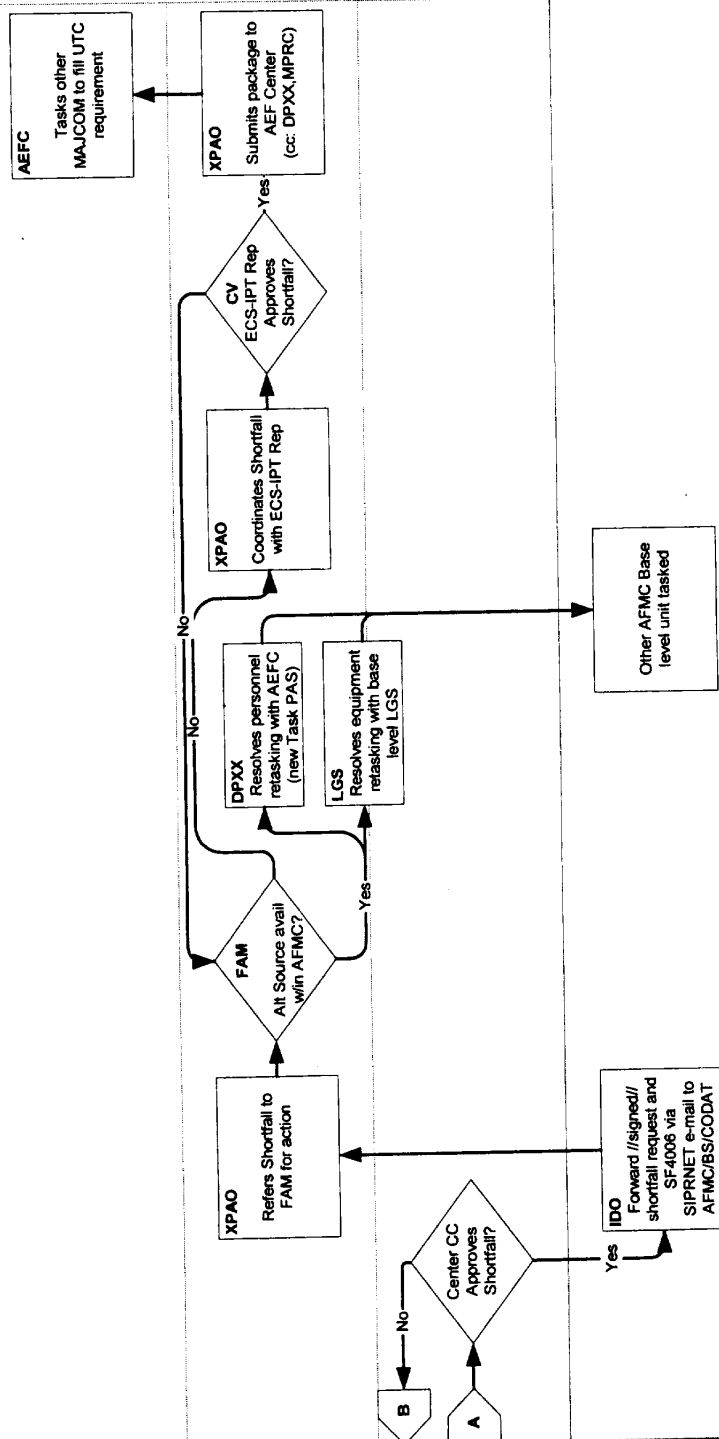 AEFC
Tasks other
MAJCOM to fill UTC
requirement
XPAO
Submits package to
AEF Center
(cc: DPXX,MPRC)
Yes
CV
ECS-IPT Rep
Approves
Shortfall?
No
XPAO
Coordinates Shortfall
with ECS-IPT Rep
No
DPXX
Resolves personnel
retasking with AEFC
(new Task PAS)
LGS
Resolves equipment
retasking with base
level LGS
Other AFMC Base
level unit tasked
FAM
Alt Source avail
w/in AFMC?
Yes
XPAO
Refers Shortfall to
FAM for action
IDO
Forward //signed//
shortfall request and
SF4006 via
SIPRNET e-mail to
AFMC/BS/CODAT
Center CC
Approves
Shortfall?
Yes
No
B
A